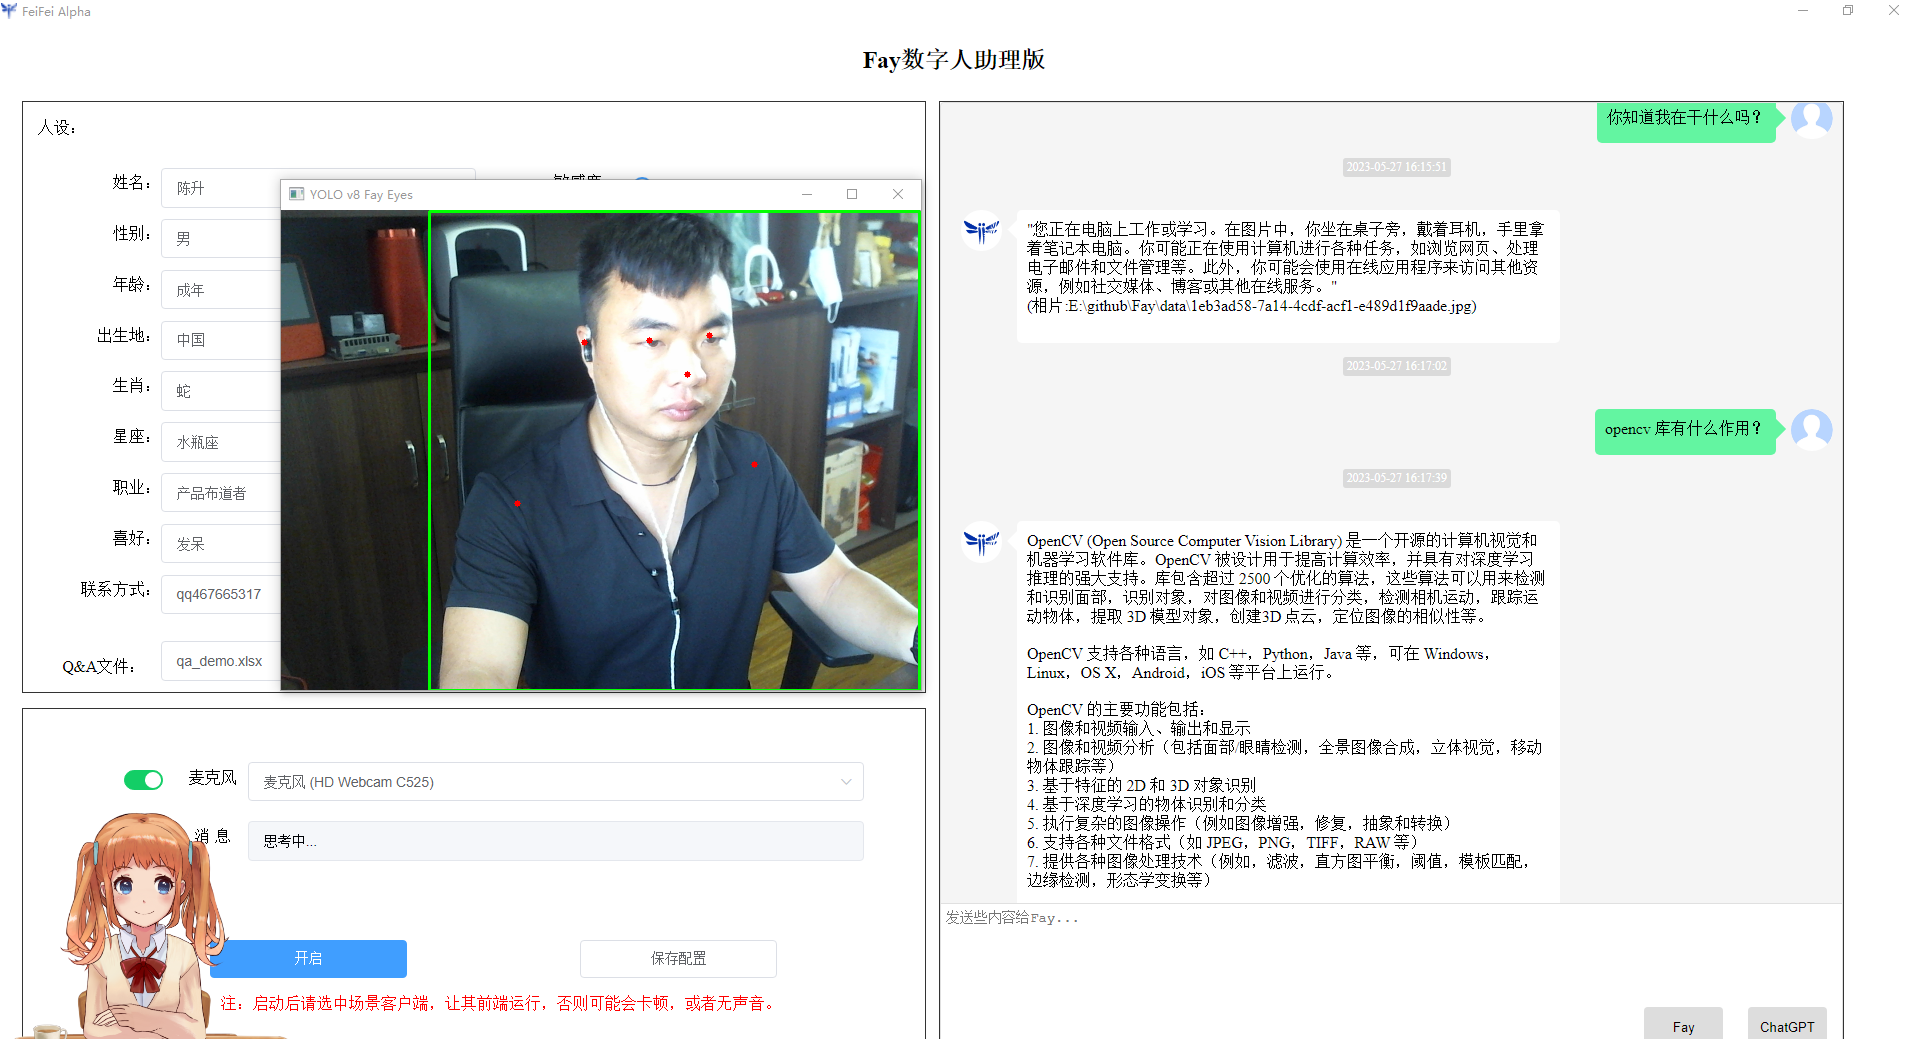 FeiFei Alpha
Fay数字人助理版
人设：
姓名：
陈升
性别：
男
年龄：
成年
出生地：
中国
生肖：
蛇
星座：
水瓶座
职业：
产品布道者
喜好：
发呆
联系方式：
qq467665317
Q&A文件：
qa_demo.xlsx
YOLO v8 Fay Eyes
麦克风
麦克风 (HD Webcam C525)
消 息
思考中...
开启
保存配置
注：启动后请选中场景客户端，让其前端运行，否则可能会卡顿，或者无声音。
你知道我在干什么吗？
2023-05-27 16:15:51
"您正在电脑上工作或学习。在图片中，你坐在桌子旁，戴着耳机，手里拿
着笔记本电脑。你可能正在使用计算机进行各种任务，如浏览网页、处理
电子邮件和文件管理等。此外，你可能会使用在线应用程序来访问其他资
源，例如社交媒体、博客或其他在线服务。"
(相片:E:\github\Fay\data\1eb3ad58-7a14-4cdf-acf1-e489d1f9aade.jpg)
2023-05-27 16:17:02
opencv 库有什么作用？
2023-05-27 16:17:39
OpenCV (Open Source Computer Vision Library) 是一个开源的计算机视觉和
机器学习软件库。OpenCV 被设计用于提高计算效率，并具有对深度学习
推理的强大支持。库包含超过 2500 个优化的算法，这些算法可以用来检测
和识别面部，识别对象，对图像和视频进行分类，检测相机运动，跟踪运
动物体，提取 3D 模型对象，创建3D 点云，定位图像的相似性等。
OpenCV 支持各种语言，如 C++，Python，Java 等，可在 Windows，
Linux，OS X，Android，iOS 等平台上运行。
OpenCV 的主要功能包括：
1. 图像和视频输入、输出和显示
2. 图像和视频分析（包括面部/眼睛检测，全景图像合成，立体视觉，移动
物体跟踪等）
3. 基于特征的 2D 和 3D 对象识别
4. 基于深度学习的物体识别和分类
5. 执行复杂的图像操作（例如图像增强，修复，抽象和转换）
6. 支持各种文件格式（如 JPEG，PNG，TIFF，RAW 等）
7. 提供各种图像处理技术（例如，滤波，直方图平衡，阈值，模板匹配，
边缘检测，形态学变换等）
发送些内容给Fay...
Fay
ChatGPT